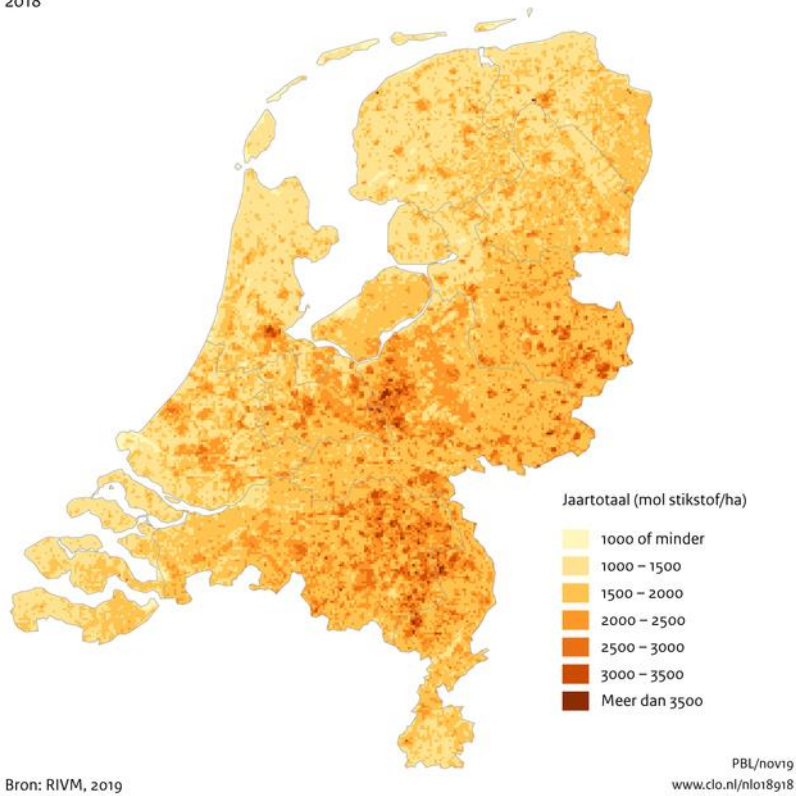 2018
Jaartotaal (mol stikstof/ha)
1000 of minder
1000 – 1500
1500 – 2000
2000 – 2500
2500 – 3000
3000 – 3500
Meer dan 3500
PBL/nov19
Bron: RIVM, 2019
www.clo.nl/nl018918